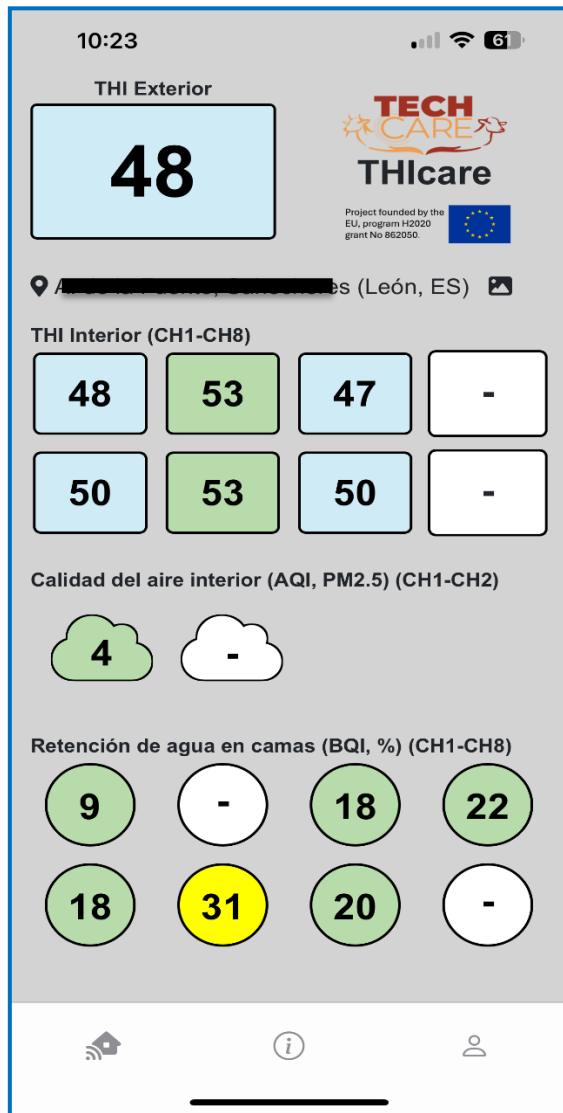 10:23
61
THI Exterior
48
TECH
CARE
THIcare
Project founded by the
EU, program H2020
grant No 862050.
(León, ES)
THI Interior (CH1-CH8)
48 53 47 -
50 53 50 -
Calidad del aire interior (AQI, PM2.5) (CH1-CH2)
4 -
Retención de agua en camas (BQI, %) (CH1-CH8)
9 - 18 22
18 31 20 -
i